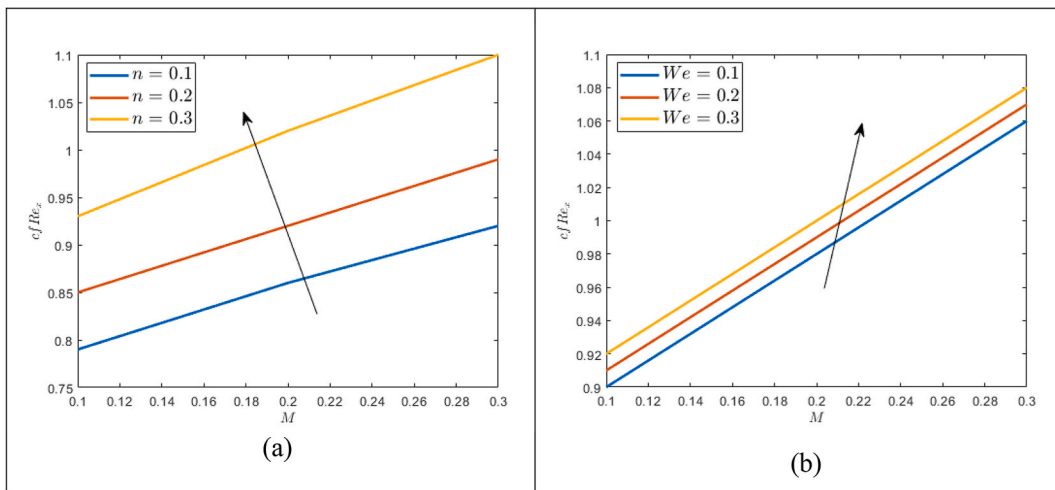 1.1
1.05
1
0.95
0.9
0.85
0.8
0.75
cfReₓ
n = 0.1
n = 0.2
n = 0.3
0.1 0.12 0.14 0.16 0.18 0.2 0.22 0.24 0.26 0.28 0.3
M
(a)
1.1
1.08
1.06
1.04
1.02
1
0.98
0.96
0.94
0.92
0.9
cfReₓ
We = 0.1
We = 0.2
We = 0.3
0.1 0.12 0.14 0.16 0.18 0.2 0.22 0.24 0.26 0.28 0.3
M
(b)